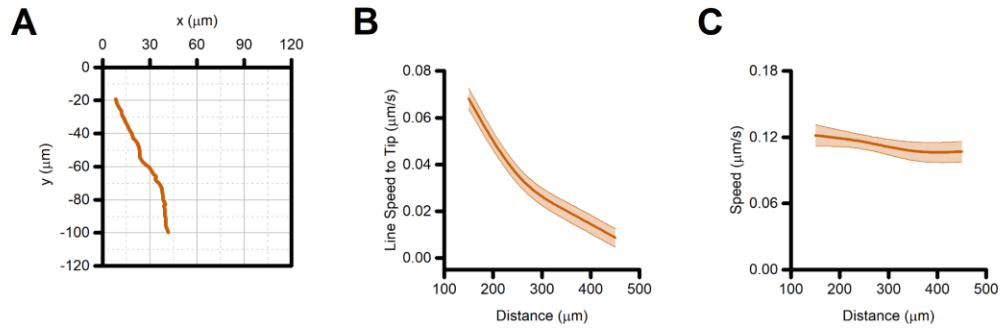 A
x (μm)
0 30 60 90 120
0
-20
-40
-60
-80
-100
-120
y (μm)
B
0.08
0.06
0.04
0.02
0.00
Line Speed to Tip (μm/s)
100 200 300 400 500
Distance (μm)
C
0.18
0.12
0.06
0.00
Speed (μm/s)
100 200 300 400 500
Distance (μm)